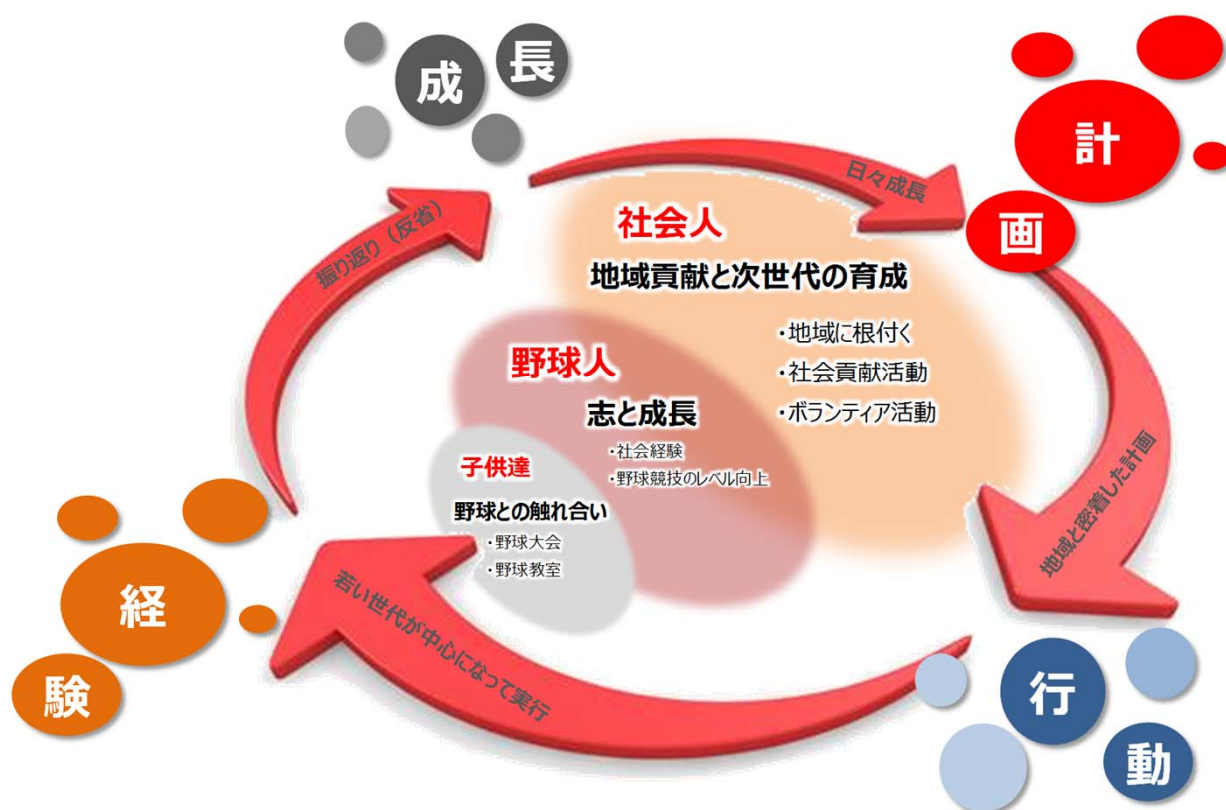 成長
計画
日々成長
振り返り（反省）
社会人
地域貢献と次世代の育成
・地域に根付く
・社会貢献活動
・ボランティア活動
野球人
志と成長
・社会経験
・野球競技のレベル向上
子供達
野球との触れ合い
・野球大会
・野球教室
地域と密着した計画
若い世代が中心になって実行
経験
行動